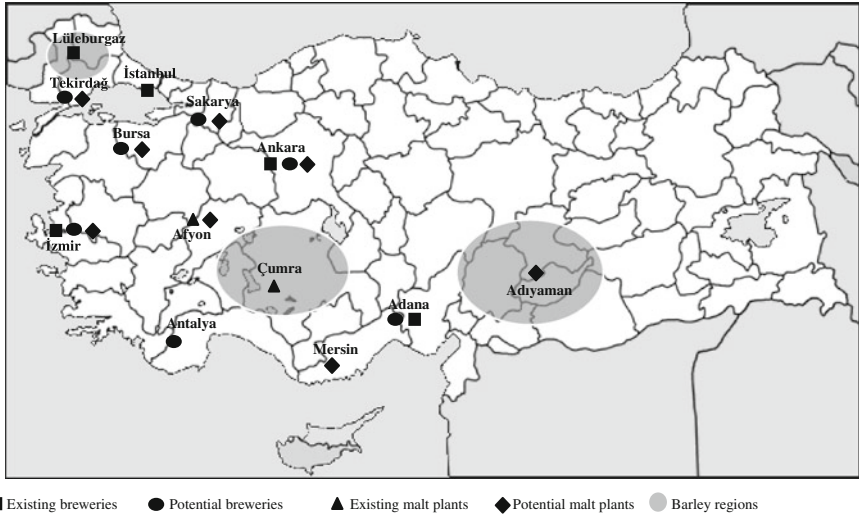 Lüleburgaz
Tekirdağ
İstanbul
Sakarya
Bursa
Ankara
Afyon
İzmir
Çumra
Adıyaman
Adana
Antalya
Mersin
Existing breweries Potential breweries Existing malt plants Potential malt plants Barley regions